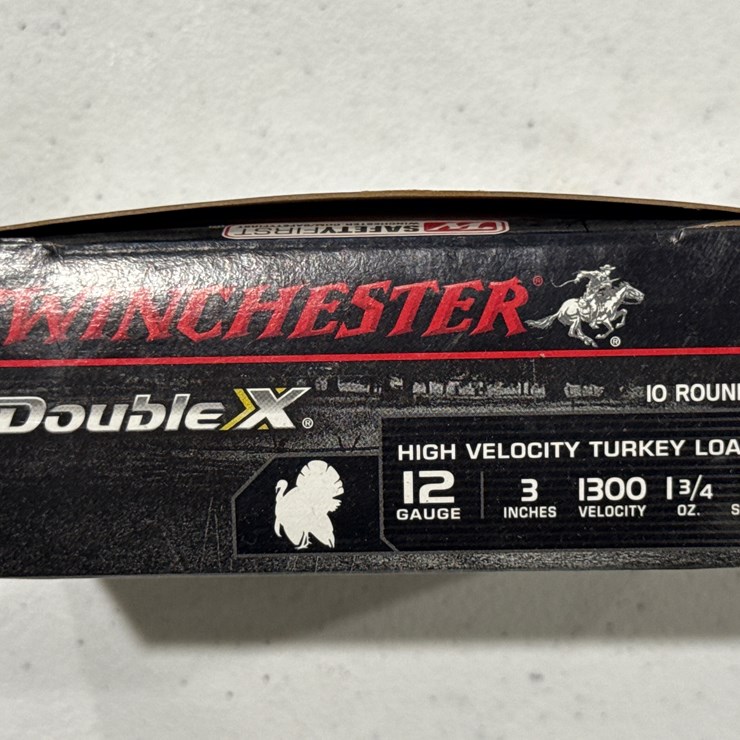 SAFETY FIRST
WINCHESTER®
®
Double X®
10 ROUN
HIGH VELOCITY TURKEY LOA
12 GAUGE 3 INCHES 1300 VELOCITY 1 3/4 OZ. S